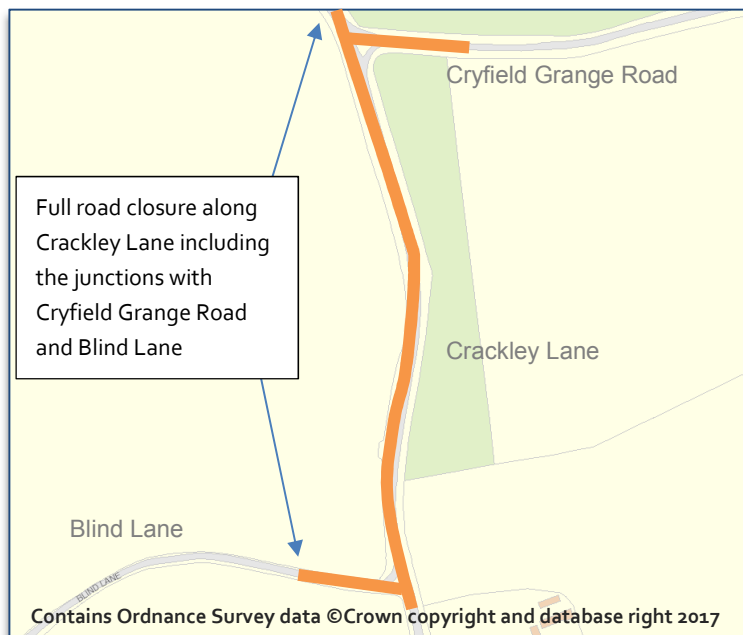 Cryfield Grange Road
Full road closure along
Crackley Lane including
the junctions with
Cryfield Grange Road
and Blind Lane
Crackley Lane
Blind Lane
BLIND LANE
Contains Ordnance Survey data ©Crown copyright and database right 2017